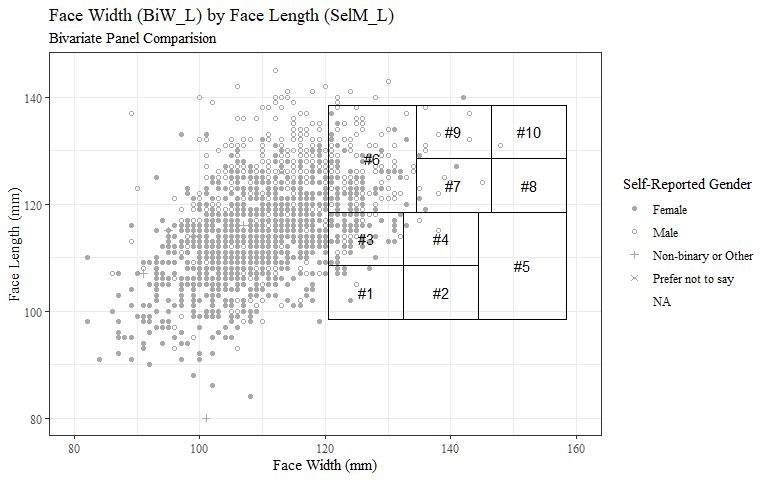 Face Width (BiW_L) by Face Length (SelM_L)
Bivariate Panel Comparision
Face Length (mm)
140
120
100
80
#9
#10
#6
#7
#8
#3
#4
#5
#1
#2
80
100
120
140
160
Face Width (mm)
Self-Reported Gender
Female
Male
Non-binary or Other
Prefer not to say
NA